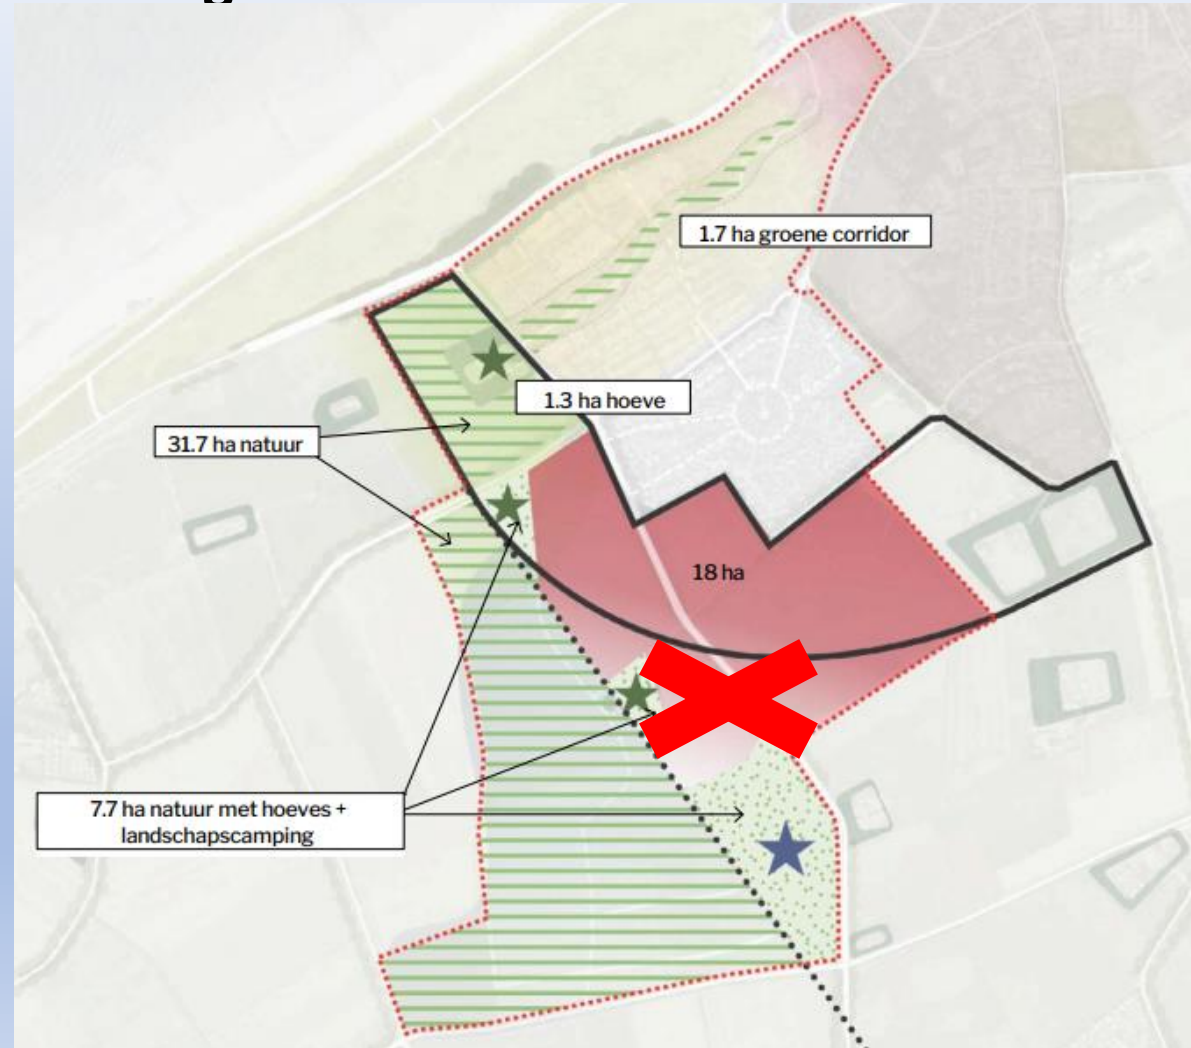 1.7 ha groene corridor
1.3 ha hoeve
31.7 ha natuur
18 ha
7.7 ha natuur met hoeves +
landschapscamping